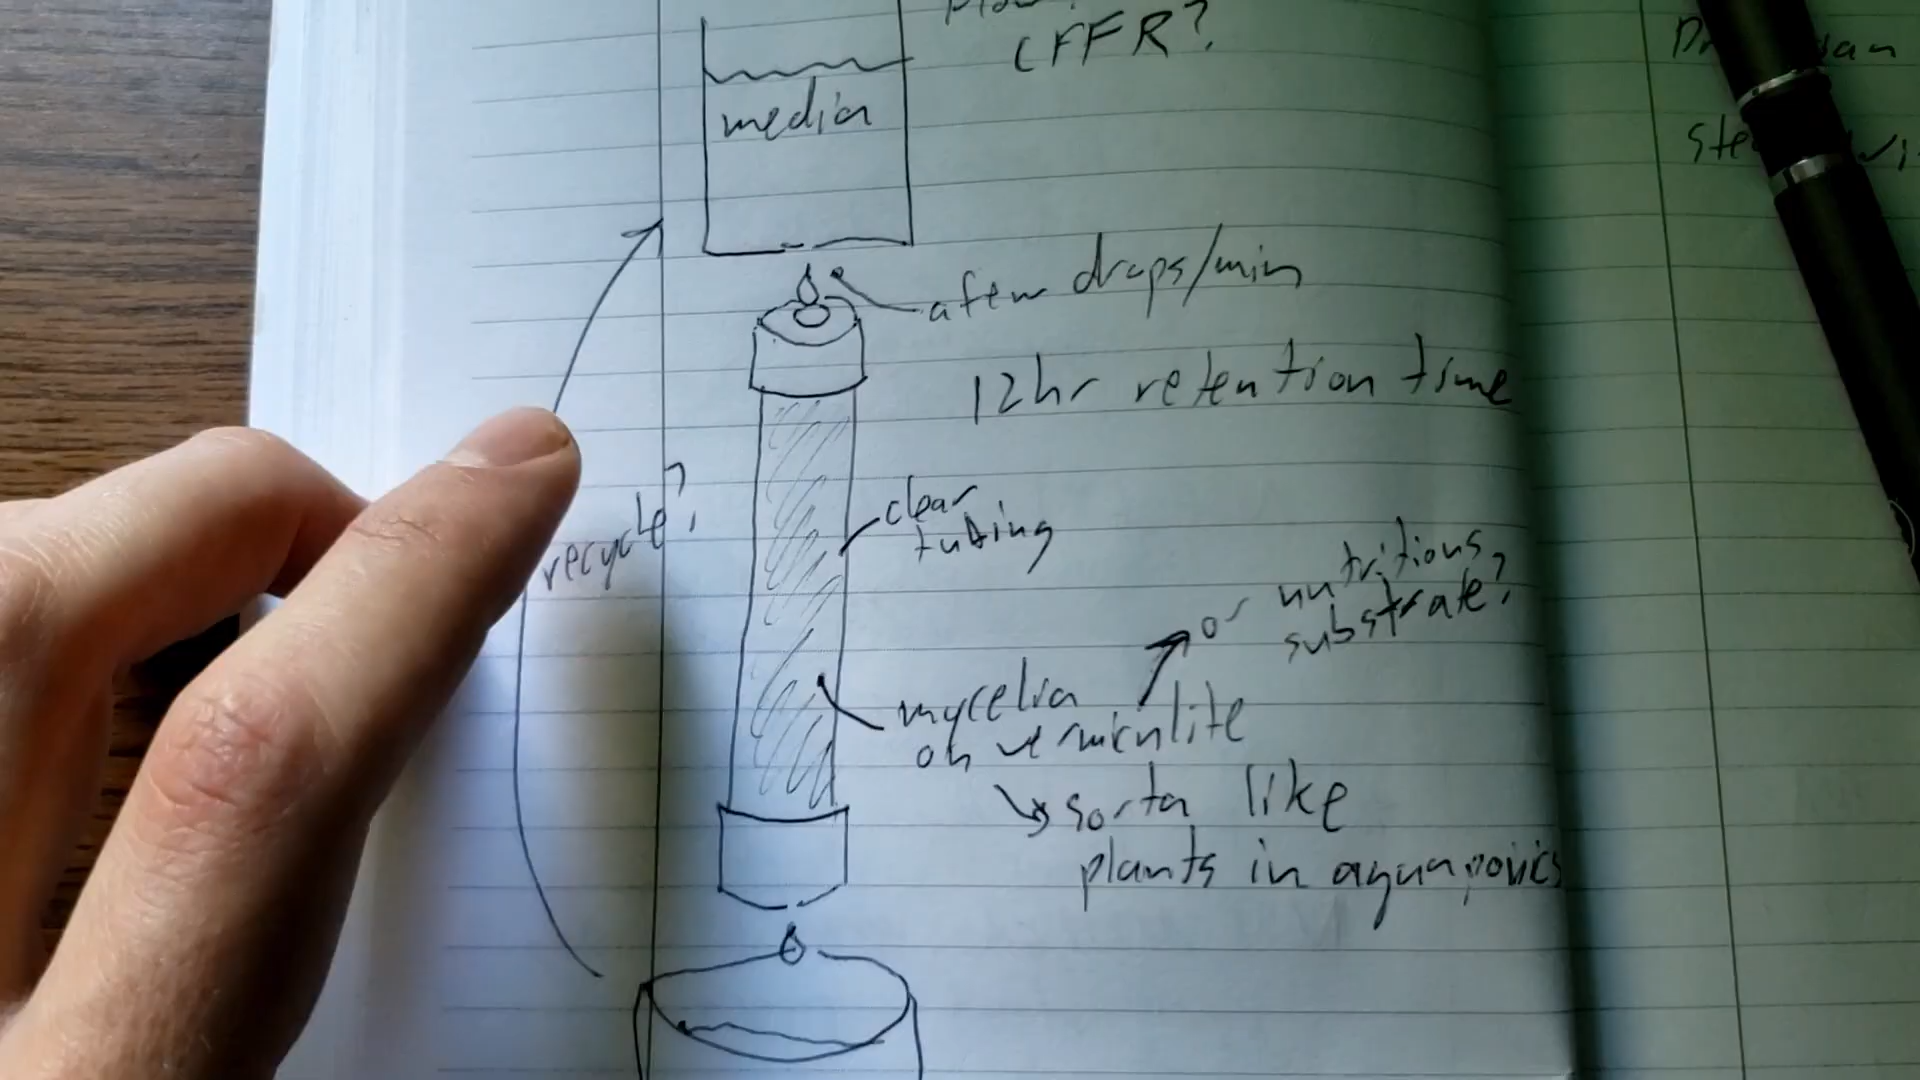 CFFR?
media
a few drops/min
12hr retention time
recycle?
clear
tubing
or nutritious
substrate?
mycelia
on vermiculite
sorta like
plants in aquaponics